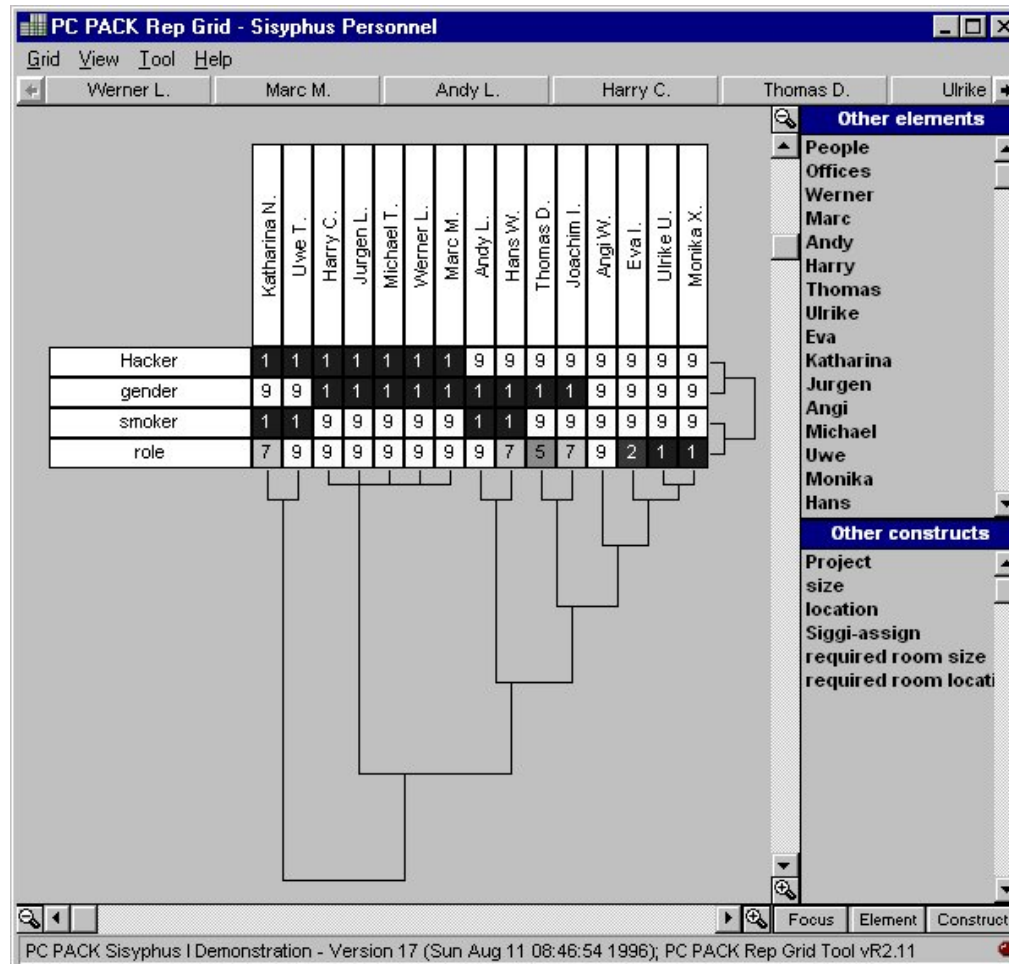 PC PACK Rep Grid - Sisyphus Personnel
Grid View Tool Help
Werner L. Marc M. Andy L. Harry C. Thomas D. Ulrike
Other elements
People
Offices
Werner
Marc
Andy
Harry
Thomas
Ulrike
Eva
Katharina
Jurgen
Angi
Michael
Uwe
Monika
Hans
Katharina N. Uwe T. Harry C. Jurgen L. Michael T. Werner L. Marc M. Andy L. Hans W. Thomas D. Joachim I. Angi W. Eva I. Ulrike U. Monika X.
Hacker 1 1 1 1 1 1 1 9 9 9 9 9 9 9 9
gender 9 9 1 1 1 1 1 1 1 1 1 9 9 9 9
smoker 1 1 9 9 9 9 9 1 1 9 9 9 9 9 9
role 7 9 9 9 9 9 9 9 7 5 7 9 2 1 1
Other constructs
Project
size
location
Siggi-assign
required room size
required room locati
Focus Element Construct
PC PACK Sisyphus I Demonstration - Version 17 (Sun Aug 11 08:46:54 1996); PC PACK Rep Grid Tool vR2.11